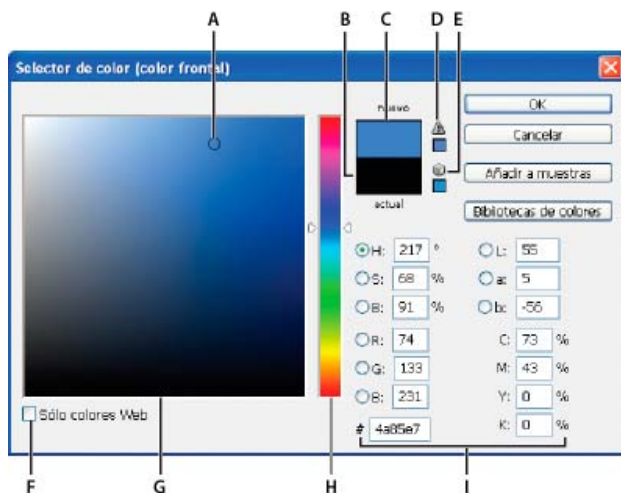 A B C D E
Selector de color (color frontal)
nuevo
OK
Cancelar
Añadir a muestras
actual
Bibliotecas de colores
H: 217 ° L: 55
S: 68 % a: 5
B: 91 % b: -56
R: 74 C: 73 %
G: 133 M: 43 %
B: 231 Y: 0 %
# 4a85e7 K: 0 %
Sólo colores Web
F G H I